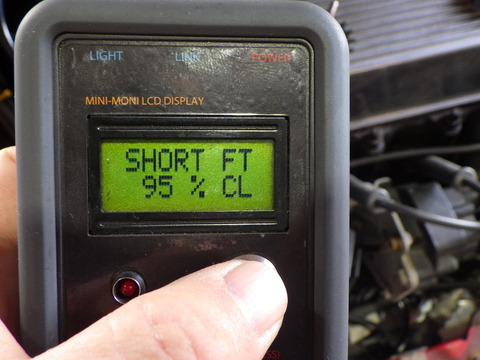 LIGHT LINK POWER
MINI-MONI LCD DISPLAY
SHORT FT
95 % CL